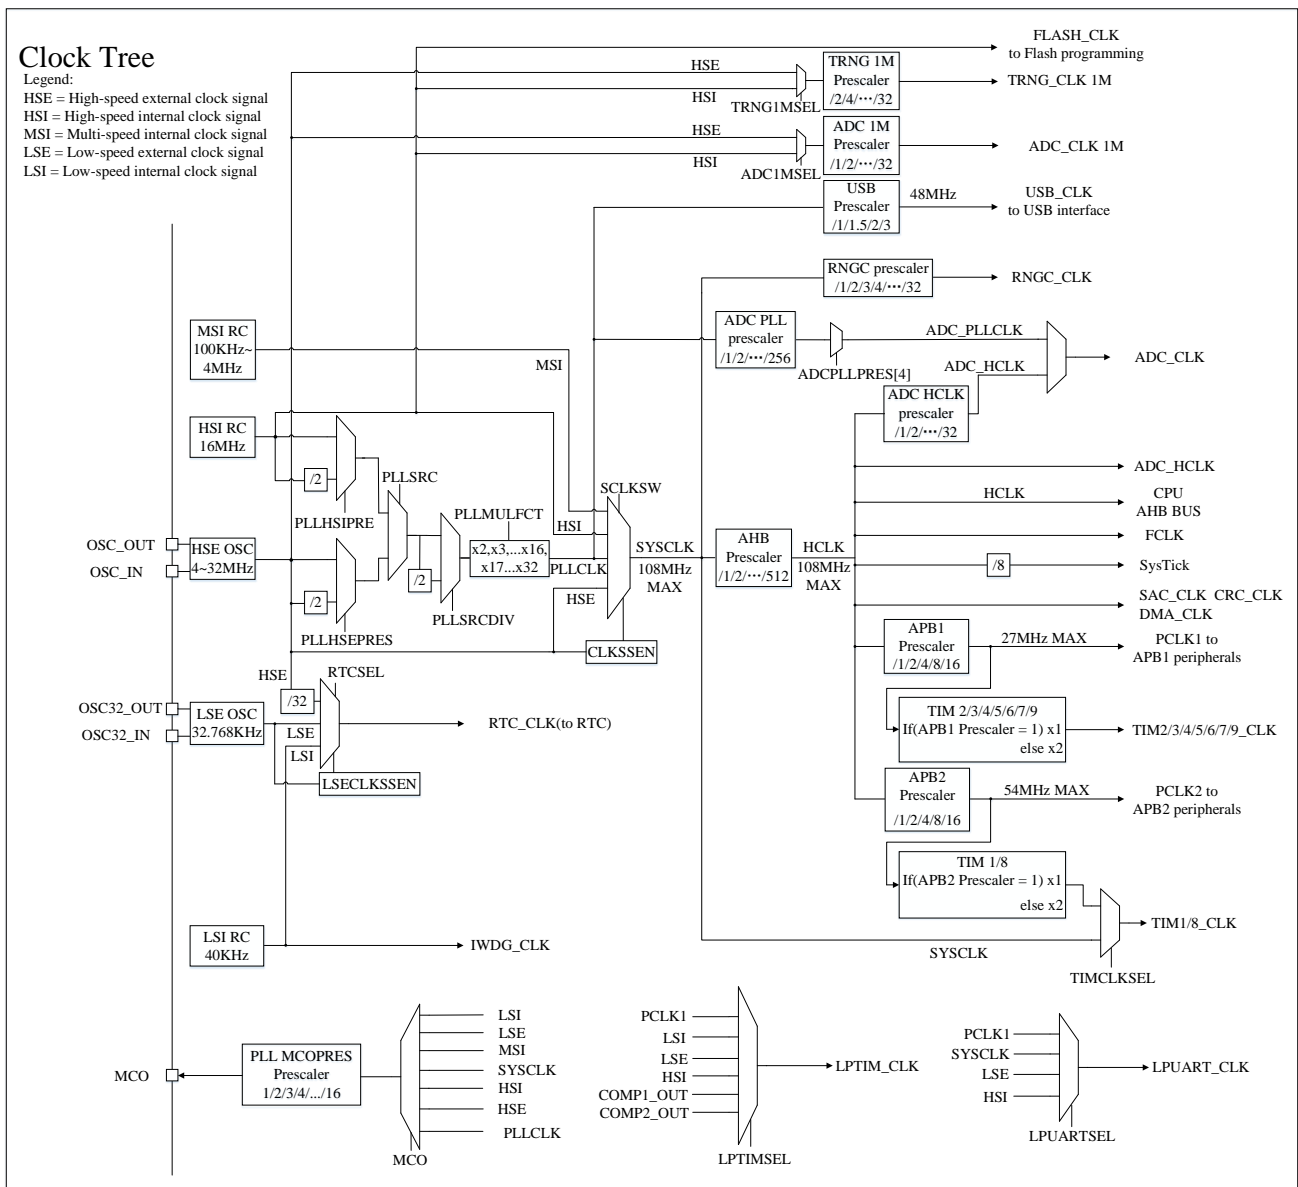 Clock Tree
Legend:
HSE = High-speed external clock signal
HSI = High-speed internal clock signal
MSI = Multi-speed internal clock signal
LSE = Low-speed external clock signal
LSI = Low-speed internal clock signal
FLASH_CLK
to Flash programming
HSE
HSI
TRNG1MSEL
TRNG 1M
Prescaler
/2/4/···/32
TRNG_CLK 1M
HSE
HSI
ADC1MSEL
ADC 1M
Prescaler
/1/2/···/32
ADC_CLK 1M
USB
Prescaler
/1/1.5/2/3
48MHz
USB_CLK
to USB interface
RNGC prescaler
/1/2/3/4/···/32
RNGC_CLK
MSI RC
100KHz~
4MHz
MSI
ADC PLL
prescaler
/1/2/···/256
ADCPLLPRES[4]
ADC_PLLCLK
ADC_HCLK
ADC_CLK
ADC HCLK
prescaler
/1/2/···/32
HSI RC
16MHz
/2
PLLHSIPRE
PLLSRC
PLLMULFCT
SCLKSW
HSI
ADC_HCLK
HCLK
CPU
AHB BUS
FCLK
OSC_OUT
OSC_IN
HSE OSC
4~32MHz
/2
PLLHSEPRES
/2
PLLSRCDIV
x2,x3,...x16,
x17...x32
PLLCLK
HSE
SYSCLK
108MHz
MAX
AHB
Prescaler
/1/2/···/512
HCLK
108MHz
MAX
/8
SysTick
SAC_CLK CRC_CLK
DMA_CLK
CLKSSEN
APB1
Prescaler
/1/2/4/8/16
27MHz MAX
PCLK1 to
APB1 peripherals
HSE
/32
RTCSEL
OSC32_OUT
OSC32_IN
LSE OSC
32.768KHz
LSE
LSI
RTC_CLK(to RTC)
LSECLKSSEN
TIM 2/3/4/5/6/7/9
If(APB1 Prescaler = 1) x1
else x2
TIM2/3/4/5/6/7/9_CLK
APB2
Prescaler
/1/2/4/8/16
54MHz MAX
PCLK2 to
APB2 peripherals
TIM 1/8
If(APB2 Prescaler = 1) x1
else x2
TIM1/8_CLK
LSI RC
40KHz
IWDG_CLK
SYSCLK
TIMCLKSEL
MCO
PLL MCOPRES
Prescaler
1/2/3/4/.../16
LSI
LSE
MSI
SYSCLK
HSI
HSE
PLLCLK
MCO
PCLK1
LSI
LSE
HSI
COMP1_OUT
COMP2_OUT
LPTIM_CLK
LPTIMSEL
PCLK1
SYSCLK
LSE
HSI
LPUART_CLK
LPUARTSEL